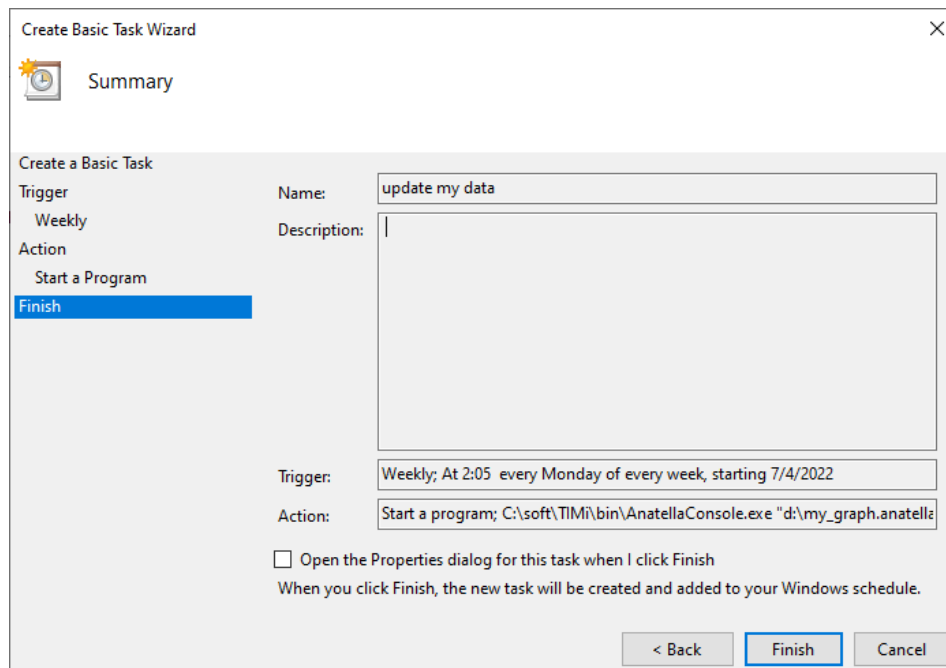 Create Basic Task Wizard
Summary
Create a Basic Task
Trigger
Weekly
Action
Start a Program
Finish
Name: update my data
Description:
Trigger: Weekly; At 2:05 every Monday of every week, starting 7/4/2022
Action: Start a program; C:\soft\TIMi\bin\AnatellaConsole.exe "d:\my_graph.anatella
Open the Properties dialog for this task when I click Finish
When you click Finish, the new task will be created and added to your Windows schedule.
< Back Finish Cancel